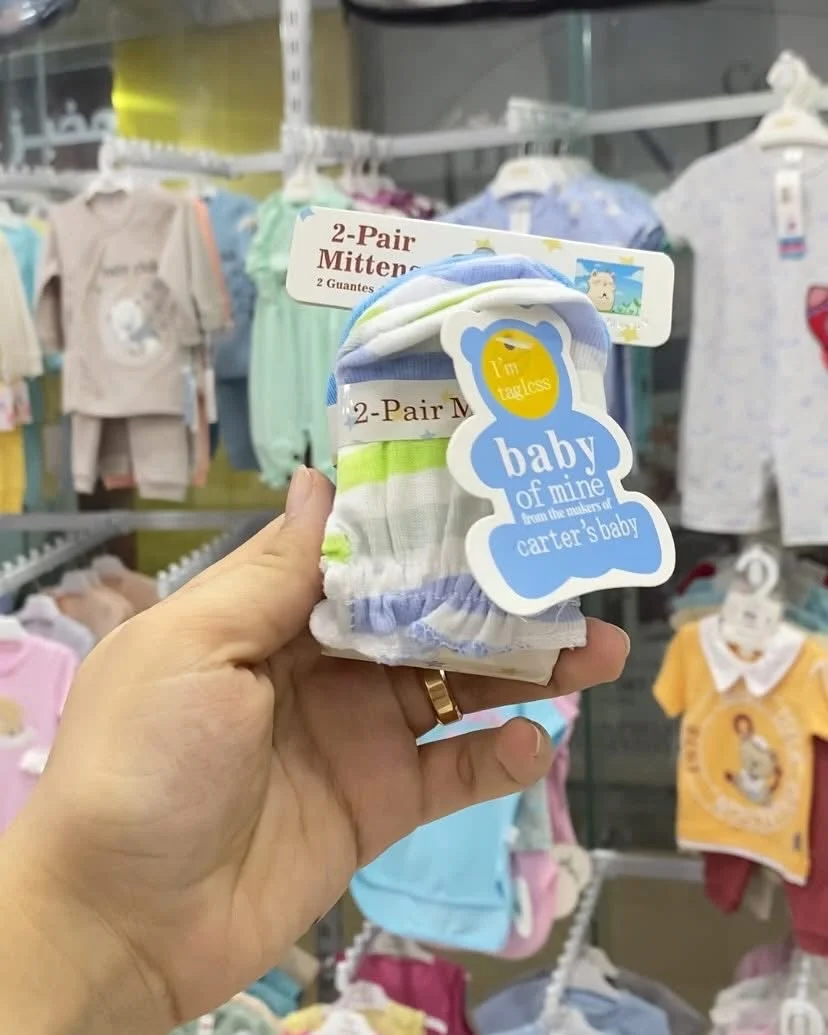 2-Pair
Mittens
2 Guantes
2-Pair M
I'm
tagless
baby
of mine
from the makers of
carter's baby